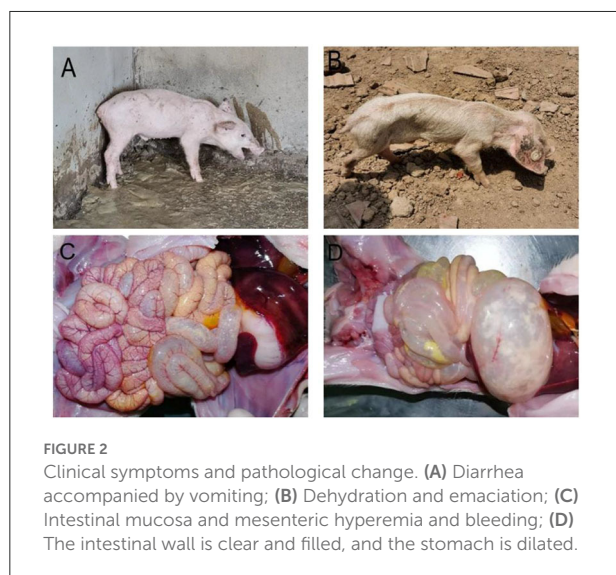 A
B
C
D
FIGURE 2
Clinical symptoms and pathological change. (A) Diarrhea
accompanied by vomiting; (B) Dehydration and emaciation; (C)
Intestinal mucosa and mesenteric hyperemia and bleeding; (D)
The intestinal wall is clear and filled, and the stomach is dilated.